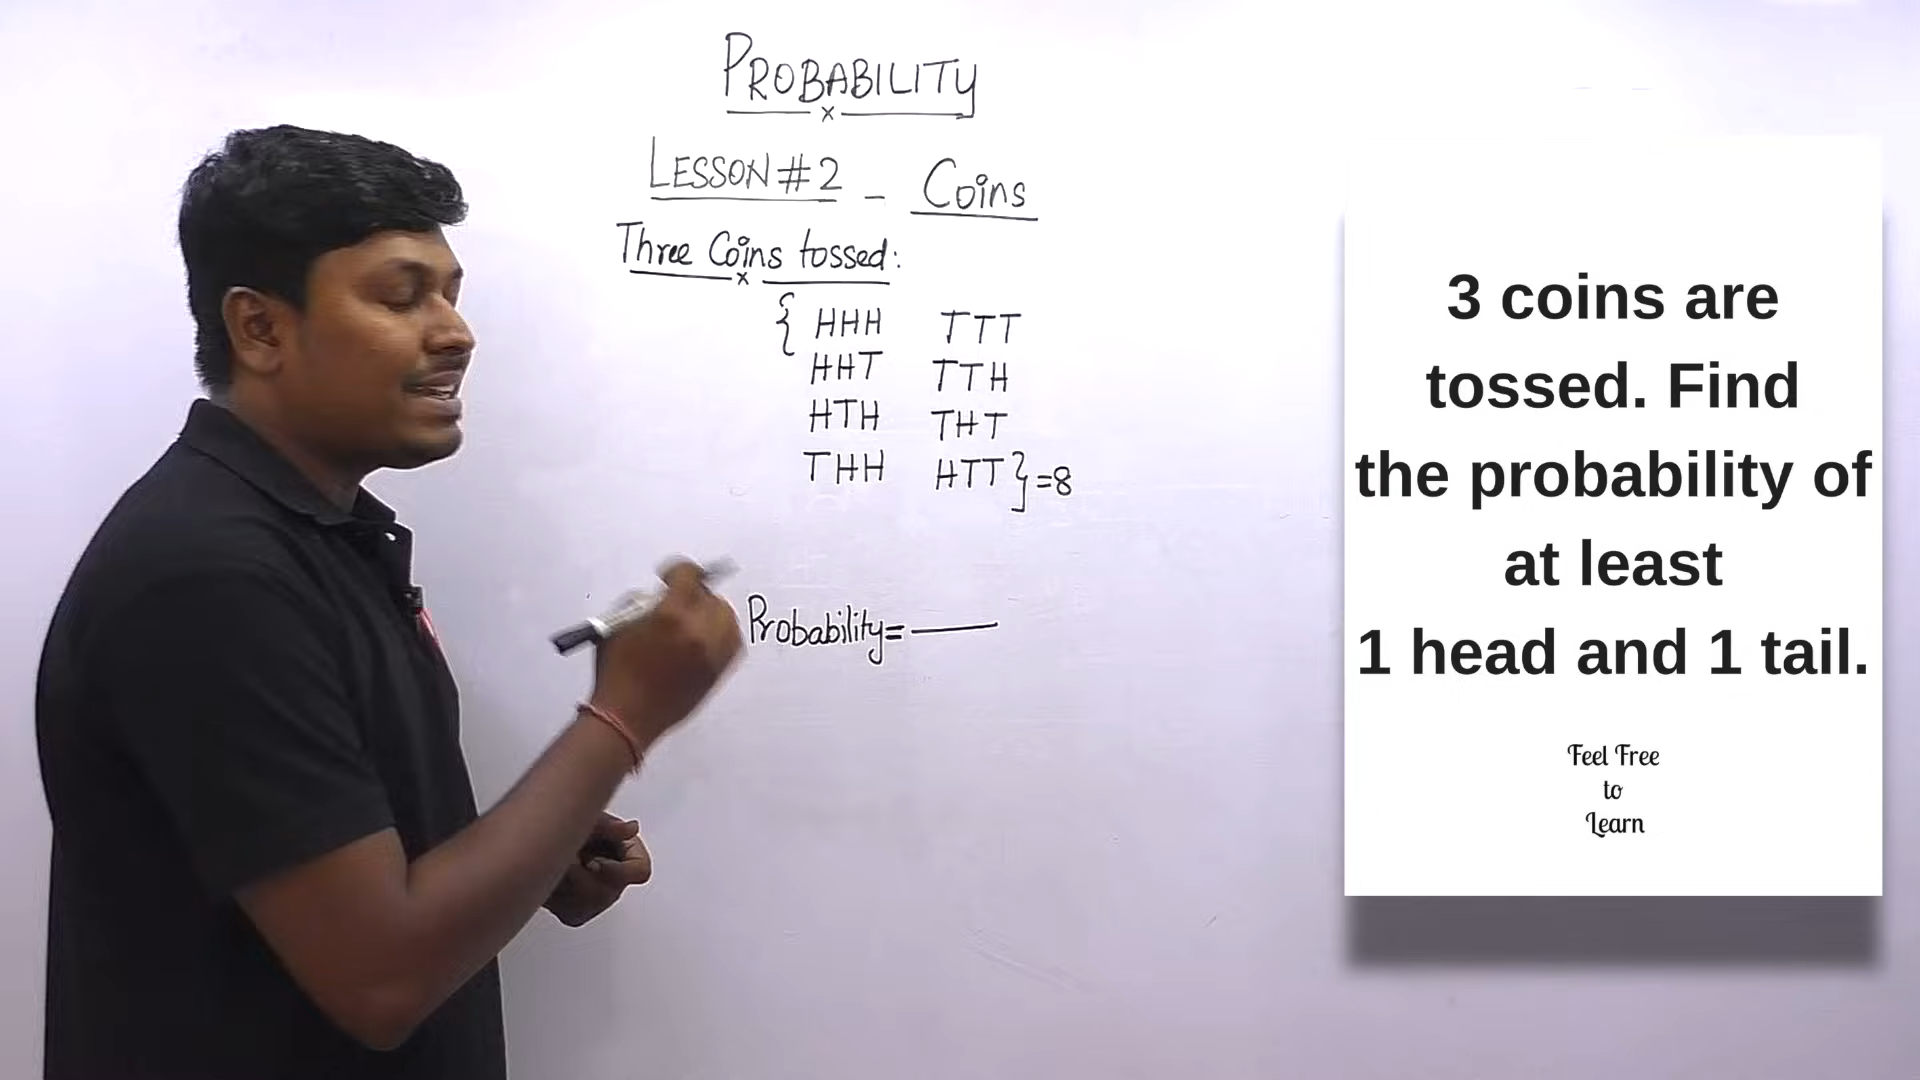 PROBABILITY
LESSON #2 - Coins
Three Coins tossed:
{ HHH TTT
HHT TTH
HTH THT
THH HTT } = 8
Probability =
3 coins are
tossed. Find
the probability of
at least
1 head and 1 tail.
Feel Free
to
Learn